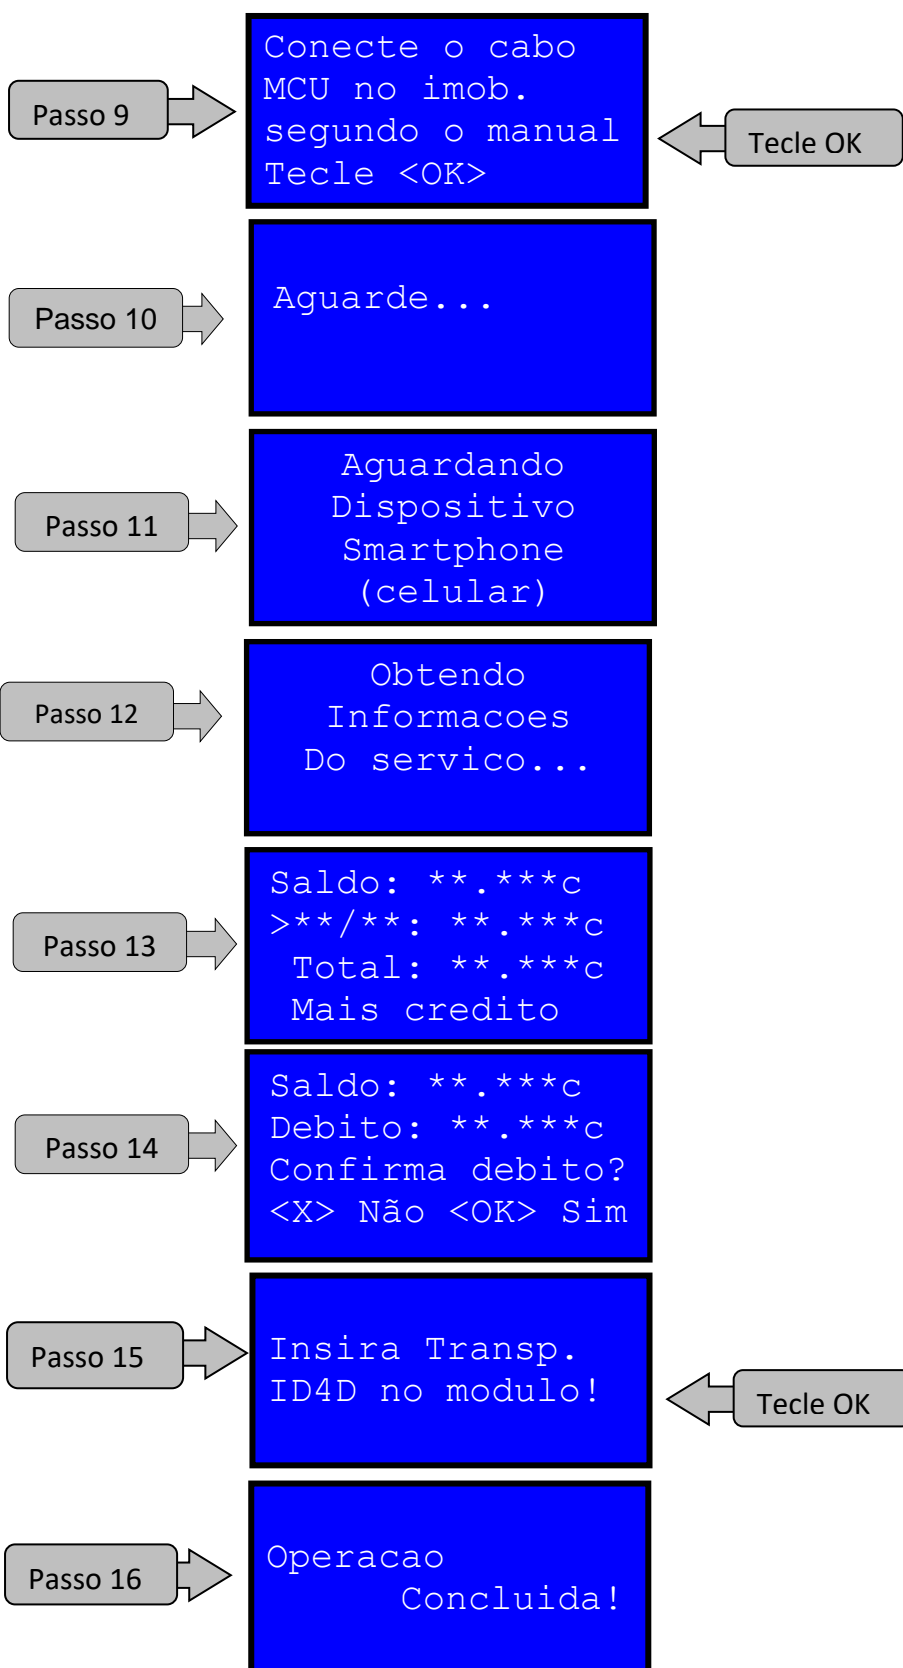 Passo 9
Conecte o cabo
MCU no imob.
segundo o manual
Tecle <OK>
Tecle OK
Passo 10
Aguarde...
Passo 11
Aguardando
Dispositivo
Smartphone
(celular)
Passo 12
Obtendo
Informacoes
Do servico...
Passo 13
Saldo: **.***c
>**/**: **.***c
Total: **.***c
Mais credito
Passo 14
Saldo: **.***c
Debito: **.***c
Confirma debito?
<X> Não <OK> Sim
Passo 15
Insira Transp.
ID4D no modulo!
Tecle OK
Passo 16
Operacao
Concluida!